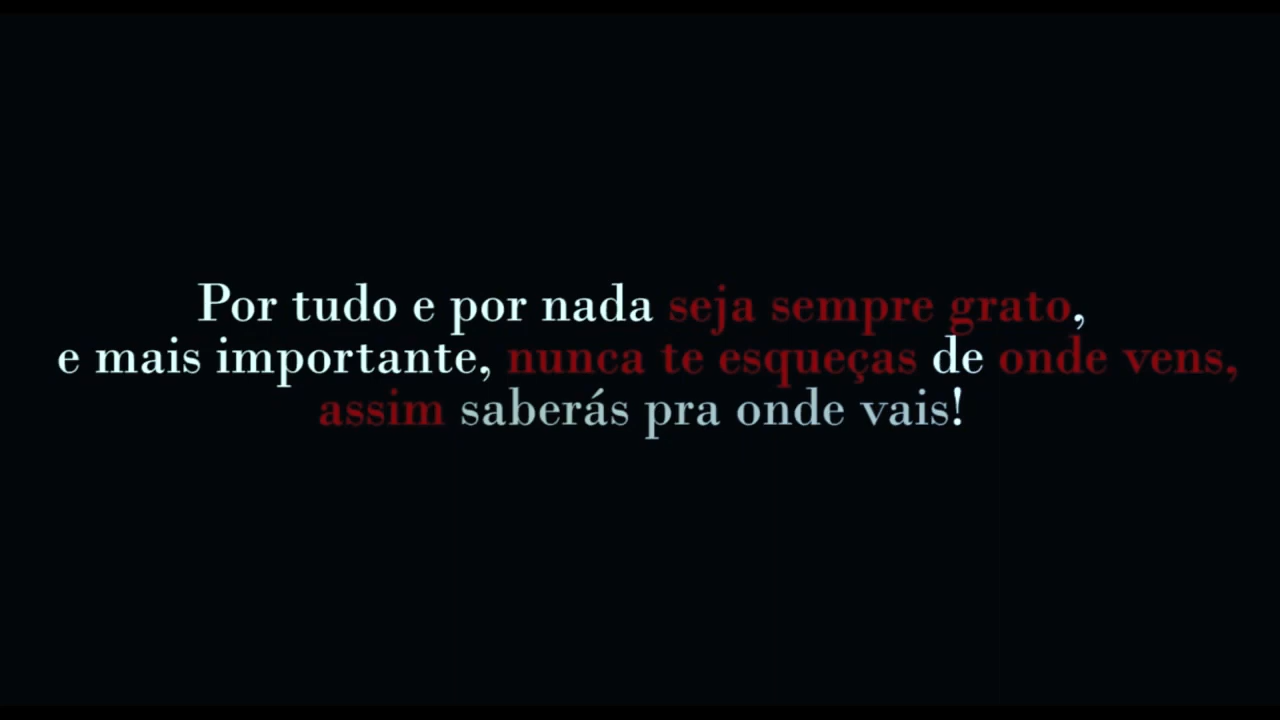 Por tudo e por nada seja sempre grato,
e mais importante, nunca te esqueças de onde vens,
assim saberás pra onde vais!